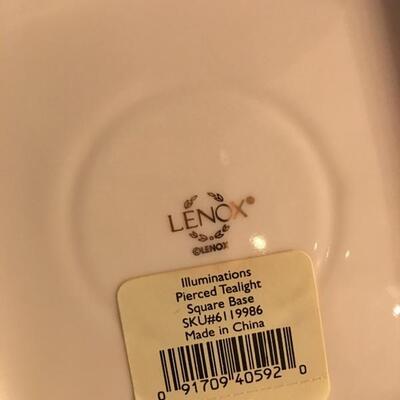 LENOX®
©LENOX
Illuminations
Pierced Tealight
Square Base
SKU#6119986
Made in China
0 91709 40592 0